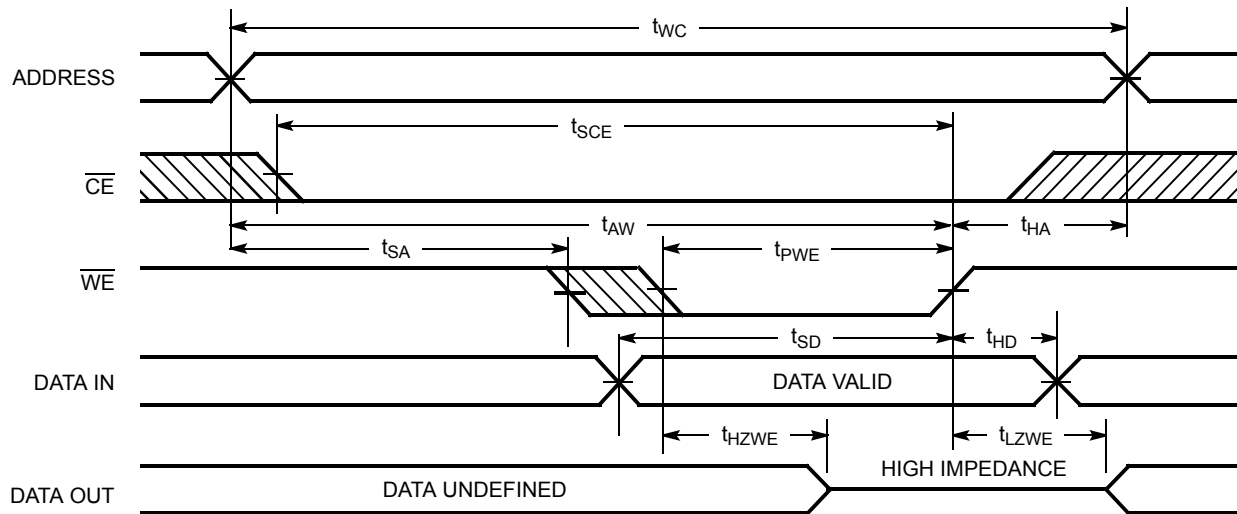 tWC
ADDRESS
tSCE
CE
tAW
tHA
tSA
tPWE
WE
tSD
tHD
DATA IN
DATA VALID
tHZWE
tLZWE
HIGH IMPEDANCE
DATA OUT
DATA UNDEFINED